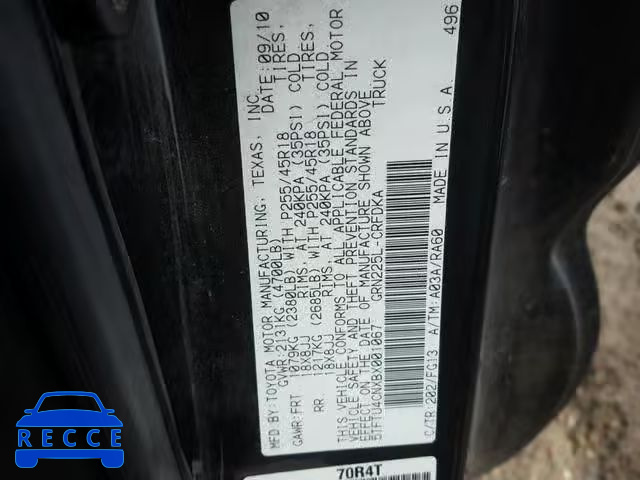 MFD BY:TOYOTA MOTOR MANUFACTURING, TEXAS, INC. DATE: 09/10
GVWR 2131KG (4700LB)
GAWR:FRT 1079KG (2380LB) WITH P255/45R18 TIRES,
18X8JJ RIMS, AT 240KPA (35PSI) COLD
RR. 1217KG (2685LB) WITH P255/45R18 TIRES,
18X8JJ RIMS, AT 240KPA (35PSI) COLD
THIS VEHICLE CONFORMS TO ALL APPLICABLE FEDERAL MOTOR
VEHICLE SAFETY AND THEFT PREVENTION STANDARDS IN
EFFECT ON THE DATE OF MANUFACTURE SHOWN ABOVE.
5TFTU4CNXBX001067 GRN225L-CRFDKA TRUCK
C/TR:202/FG13 A/TM:A03A/RA60 MADE IN U.S.A. 496
70R4T
RECCE